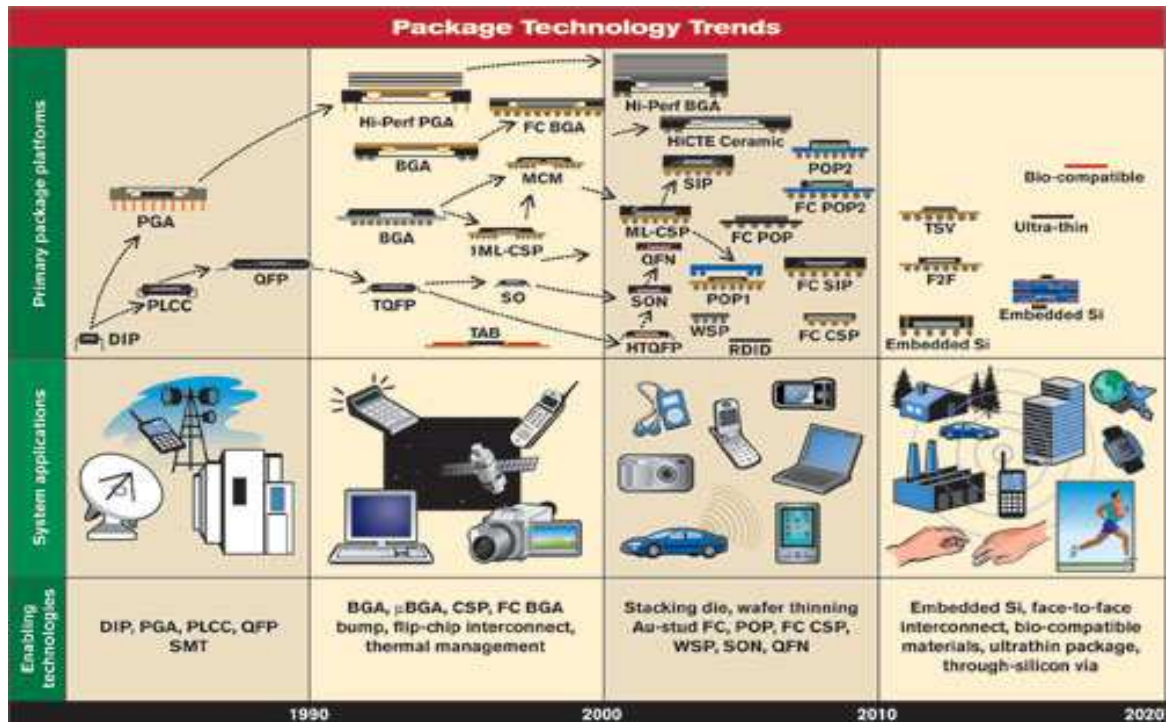 Package Technology Trends
Primary package platforms
Hi-Perf PGA
FC BGA
BGA
MCM
PGA
BGA
ML-CSP
QFP
PLCC
TQFP
SO
DIP
TAB
Hi-Perf BGA
HiCTE Ceramic
SIP
POP2
FC POP2
ML-CSP
FC POP
QFN
POP1
FC SIP
SON
WSP
FC CSP
HTQFP
RDID
Bio-compatible
TSV
Ultra-thin
F2F
Embedded Si
Embedded Si
System applications
Enabling technologies
DIP, PGA, PLCC, QFP
SMT
BGA, µBGA, CSP, FC BGA
bump, flip-chip interconnect,
thermal management
Stacking die, wafer thinning
Au-stud FC, POP, FC CSP,
WSP, SON, QFN
Embedded Si, face-to-face
interconnect, bio-compatible
materials, ultrathin package,
through-silicon via
1990
2000
2010
2020